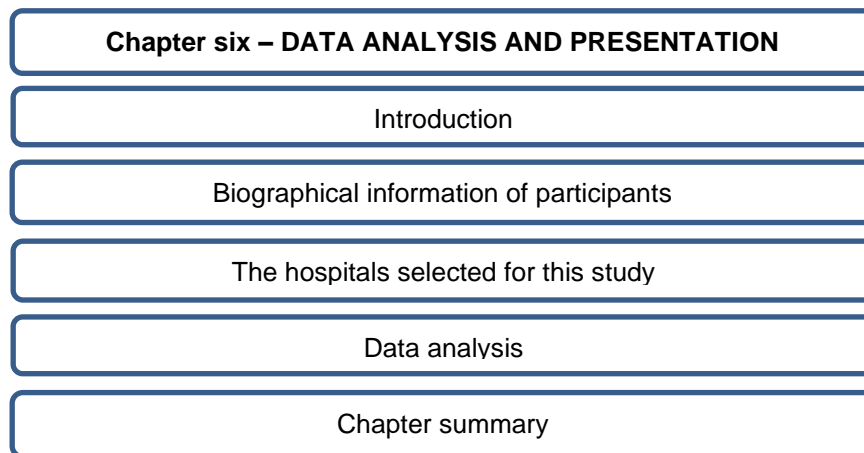 Chapter six – DATA ANALYSIS AND PRESENTATION
Introduction
Biographical information of participants
The hospitals selected for this study
Data analysis
Chapter summary